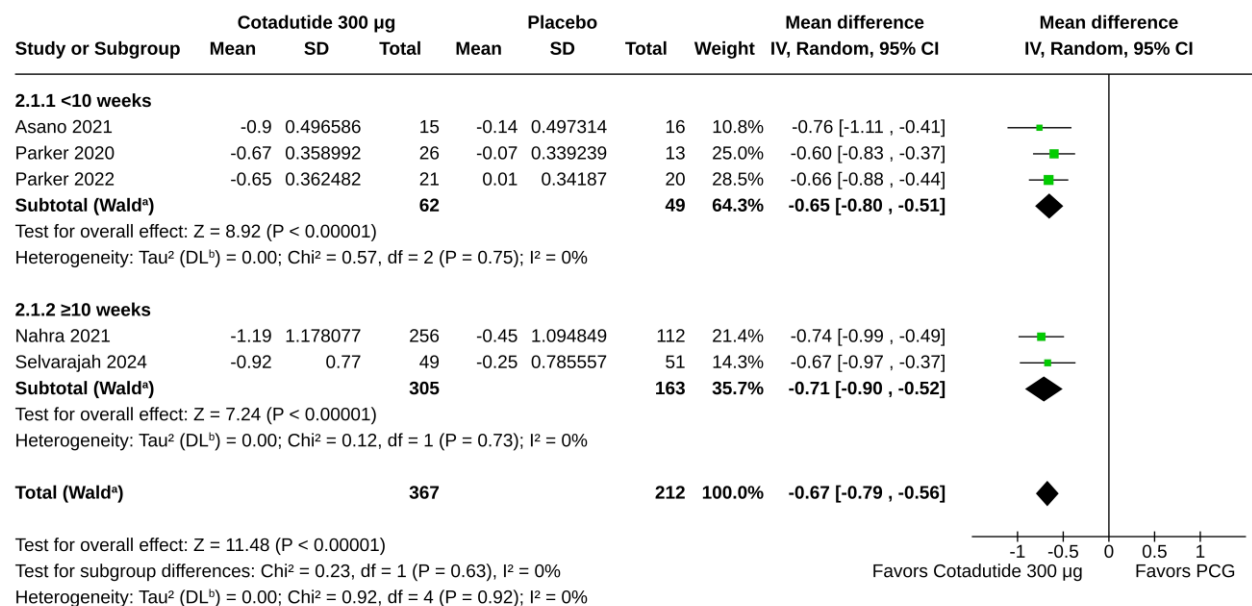 Cotadutide 300 µg Placebo Mean difference Mean difference
Study or Subgroup Mean SD Total Mean SD Total Weight IV, Random, 95% CI IV, Random, 95% CI
2.1.1 <10 weeks
Asano 2021 -0.9 0.496586 15 -0.14 0.497314 16 10.8% -0.76 [-1.11 , -0.41]
Parker 2020 -0.67 0.358992 26 -0.07 0.339239 13 25.0% -0.60 [-0.83 , -0.37]
Parker 2022 -0.65 0.362482 21 0.01 0.34187 20 28.5% -0.66 [-0.88 , -0.44]
Subtotal (Waldᵃ) 62 49 64.3% -0.65 [-0.80 , -0.51]
Test for overall effect: Z = 8.92 (P < 0.00001)
Heterogeneity: Tau² (DLᵇ) = 0.00; Chi² = 0.57, df = 2 (P = 0.75); I² = 0%
2.1.2 ≥10 weeks
Nahra 2021 -1.19 1.178077 256 -0.45 1.094849 112 21.4% -0.74 [-0.99 , -0.49]
Selvarajah 2024 -0.92 0.77 49 -0.25 0.785557 51 14.3% -0.67 [-0.97 , -0.37]
Subtotal (Waldᵃ) 305 163 35.7% -0.71 [-0.90 , -0.52]
Test for overall effect: Z = 7.24 (P < 0.00001)
Heterogeneity: Tau² (DLᵇ) = 0.00; Chi² = 0.12, df = 1 (P = 0.73); I² = 0%
Total (Waldᵃ) 367 212 100.0% -0.67 [-0.79 , -0.56]
Test for overall effect: Z = 11.48 (P < 0.00001)
-1 -0.5 0 0.5 1
Test for subgroup differences: Chi² = 0.23, df = 1 (P = 0.63), I² = 0%
Favors Cotadutide 300 µg Favors PCG
Heterogeneity: Tau² (DLᵇ) = 0.00; Chi² = 0.92, df = 4 (P = 0.92); I² = 0%